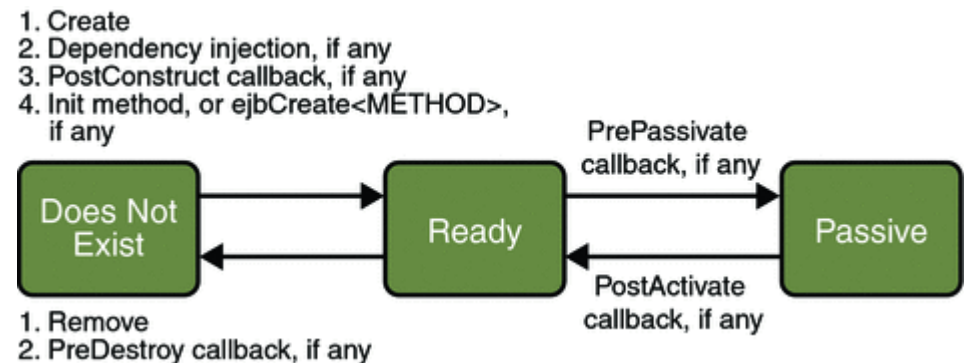 1. Create
2. Dependency injection, if any
3. PostConstruct callback, if any
4. Init method, or ejbCreate<METHOD>,
if any
PrePassivate
callback, if any
Does Not
Exist
Ready
Passive
PostActivate
callback, if any
1. Remove
2. PreDestroy callback, if any